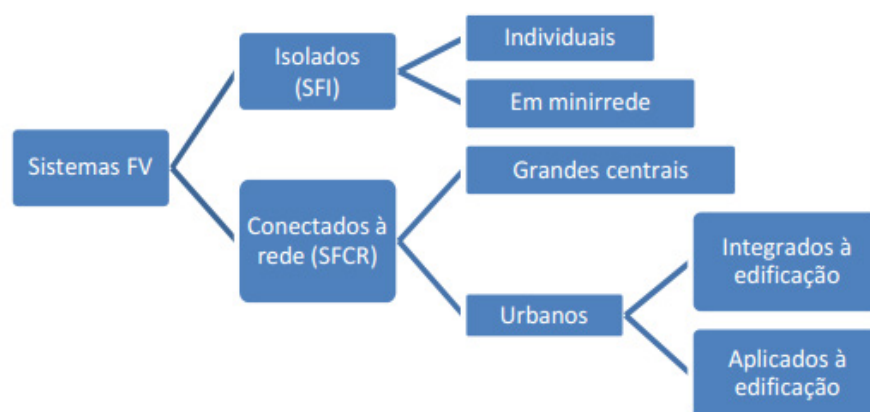 Sistemas FV
Isolados
(SFI)
Individuais
Em minirrede
Conectados à
rede (SFCR)
Grandes centrais
Urbanos
Integrados à
edificação
Aplicados à
edificação